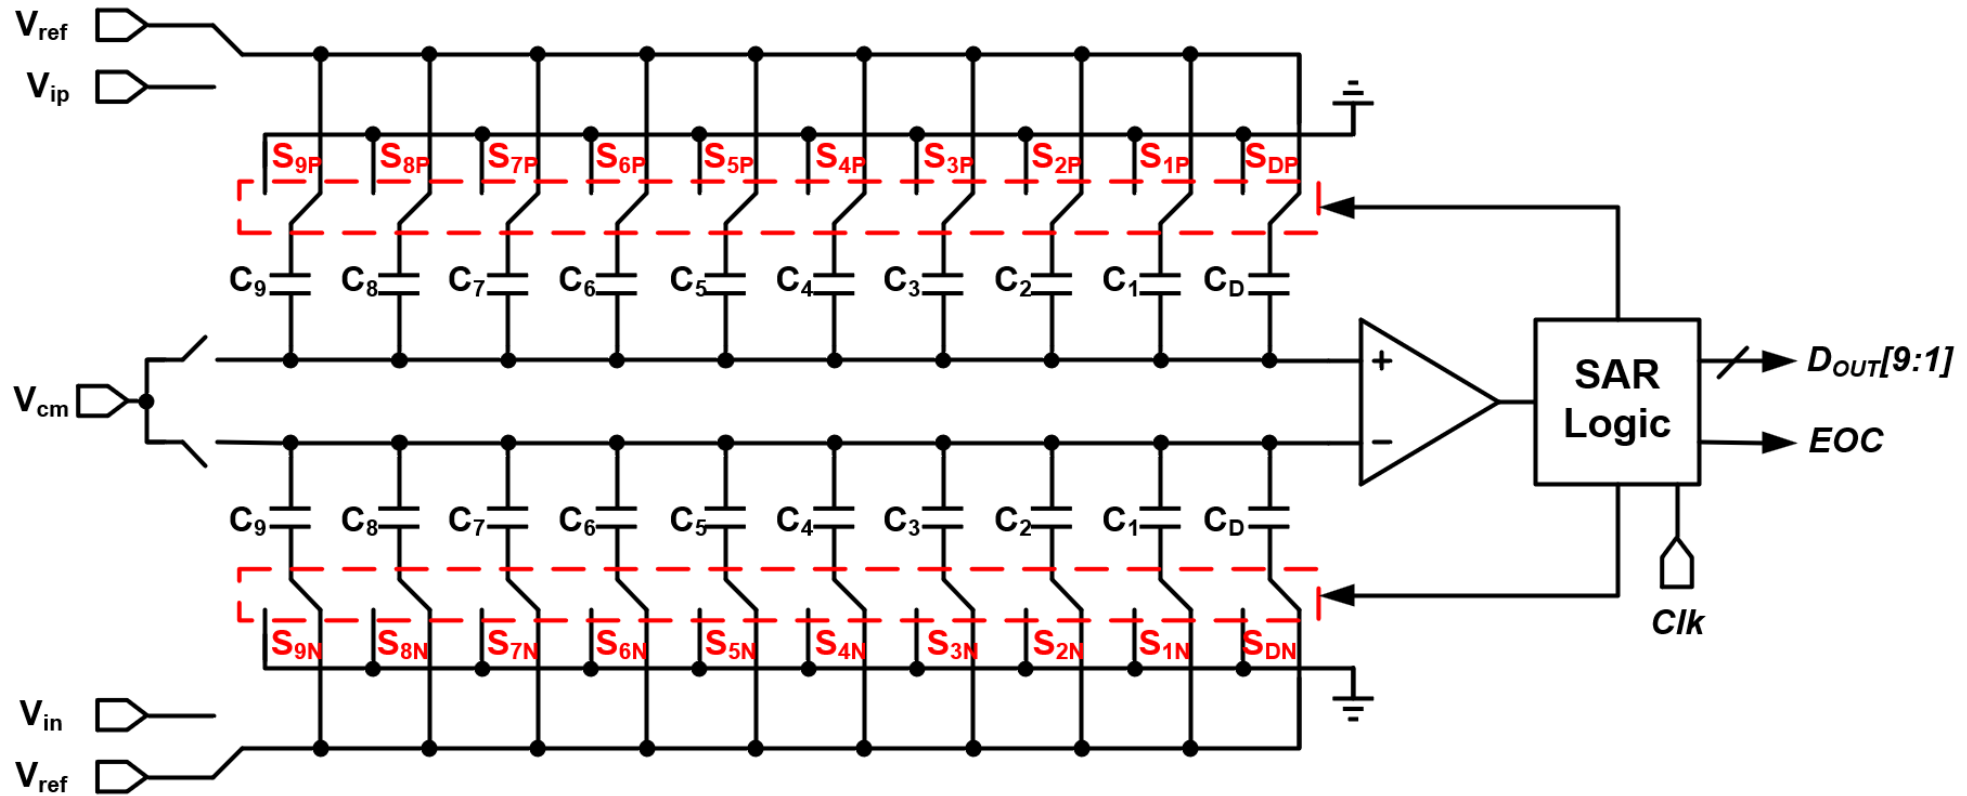 Vref
Vip
S9P S8P S7P S6P S5P S4P S3P S2P S1P SDP
C9 C8 C7 C6 C5 C4 C3 C2 C1 CD
Vcm
+
−
SAR
Logic
DOUT[9:1]
EOC
C9 C8 C7 C6 C5 C4 C3 C2 C1 CD
Clk
S9N S8N S7N S6N S5N S4N S3N S2N S1N SDN
Vin
Vref